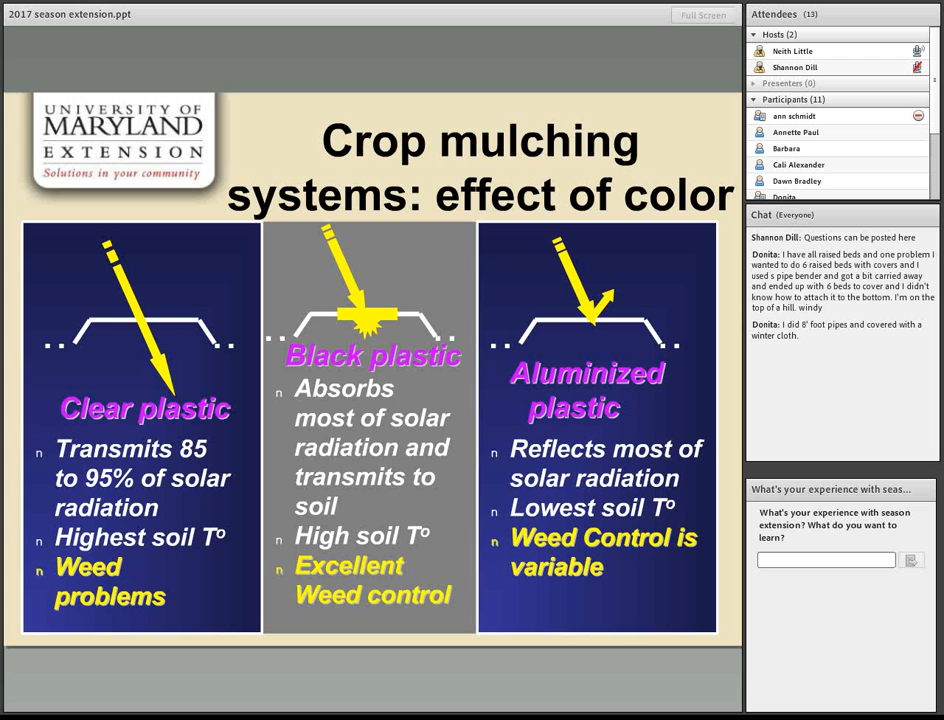 2017 season extension.ppt
Full Screen
UNIVERSITY OF
MARYLAND
EXTENSION
Solutions in your community
Crop mulching
systems: effect of color
Clear plastic
n Transmits 85
to 95% of solar
radiation
n Highest soil Tº
n Weed
problems
Black plastic
n Absorbs
most of solar
radiation and
transmits to
soil
n High soil Tº
n Excellent
Weed control
Aluminized
plastic
n Reflects most of
solar radiation
n Lowest soil Tº
n Weed Control is
variable
Attendees (13)
Hosts (2)
Neith Little
Shannon Dill
Presenters (0)
Participants (11)
ann schmidt
Annette Paul
Barbara
Cali Alexander
Dawn Bradley
Donita
Chat (Everyone)
Shannon Dill: Questions can be posted here
Donita: I have all raised beds and one problem I
wanted to do 6 raised beds with covers and I
used s pipe bender and got a bit carried away
and ended up with 6 beds to cover and I didn't
know how to attach it to the bottom. I'm on the
top of a hill. windy
Donita: I did 8' foot pipes and covered with a
winter cloth.
What's your experience with seas...
What's your experience with season
extension? What do you want to
learn?